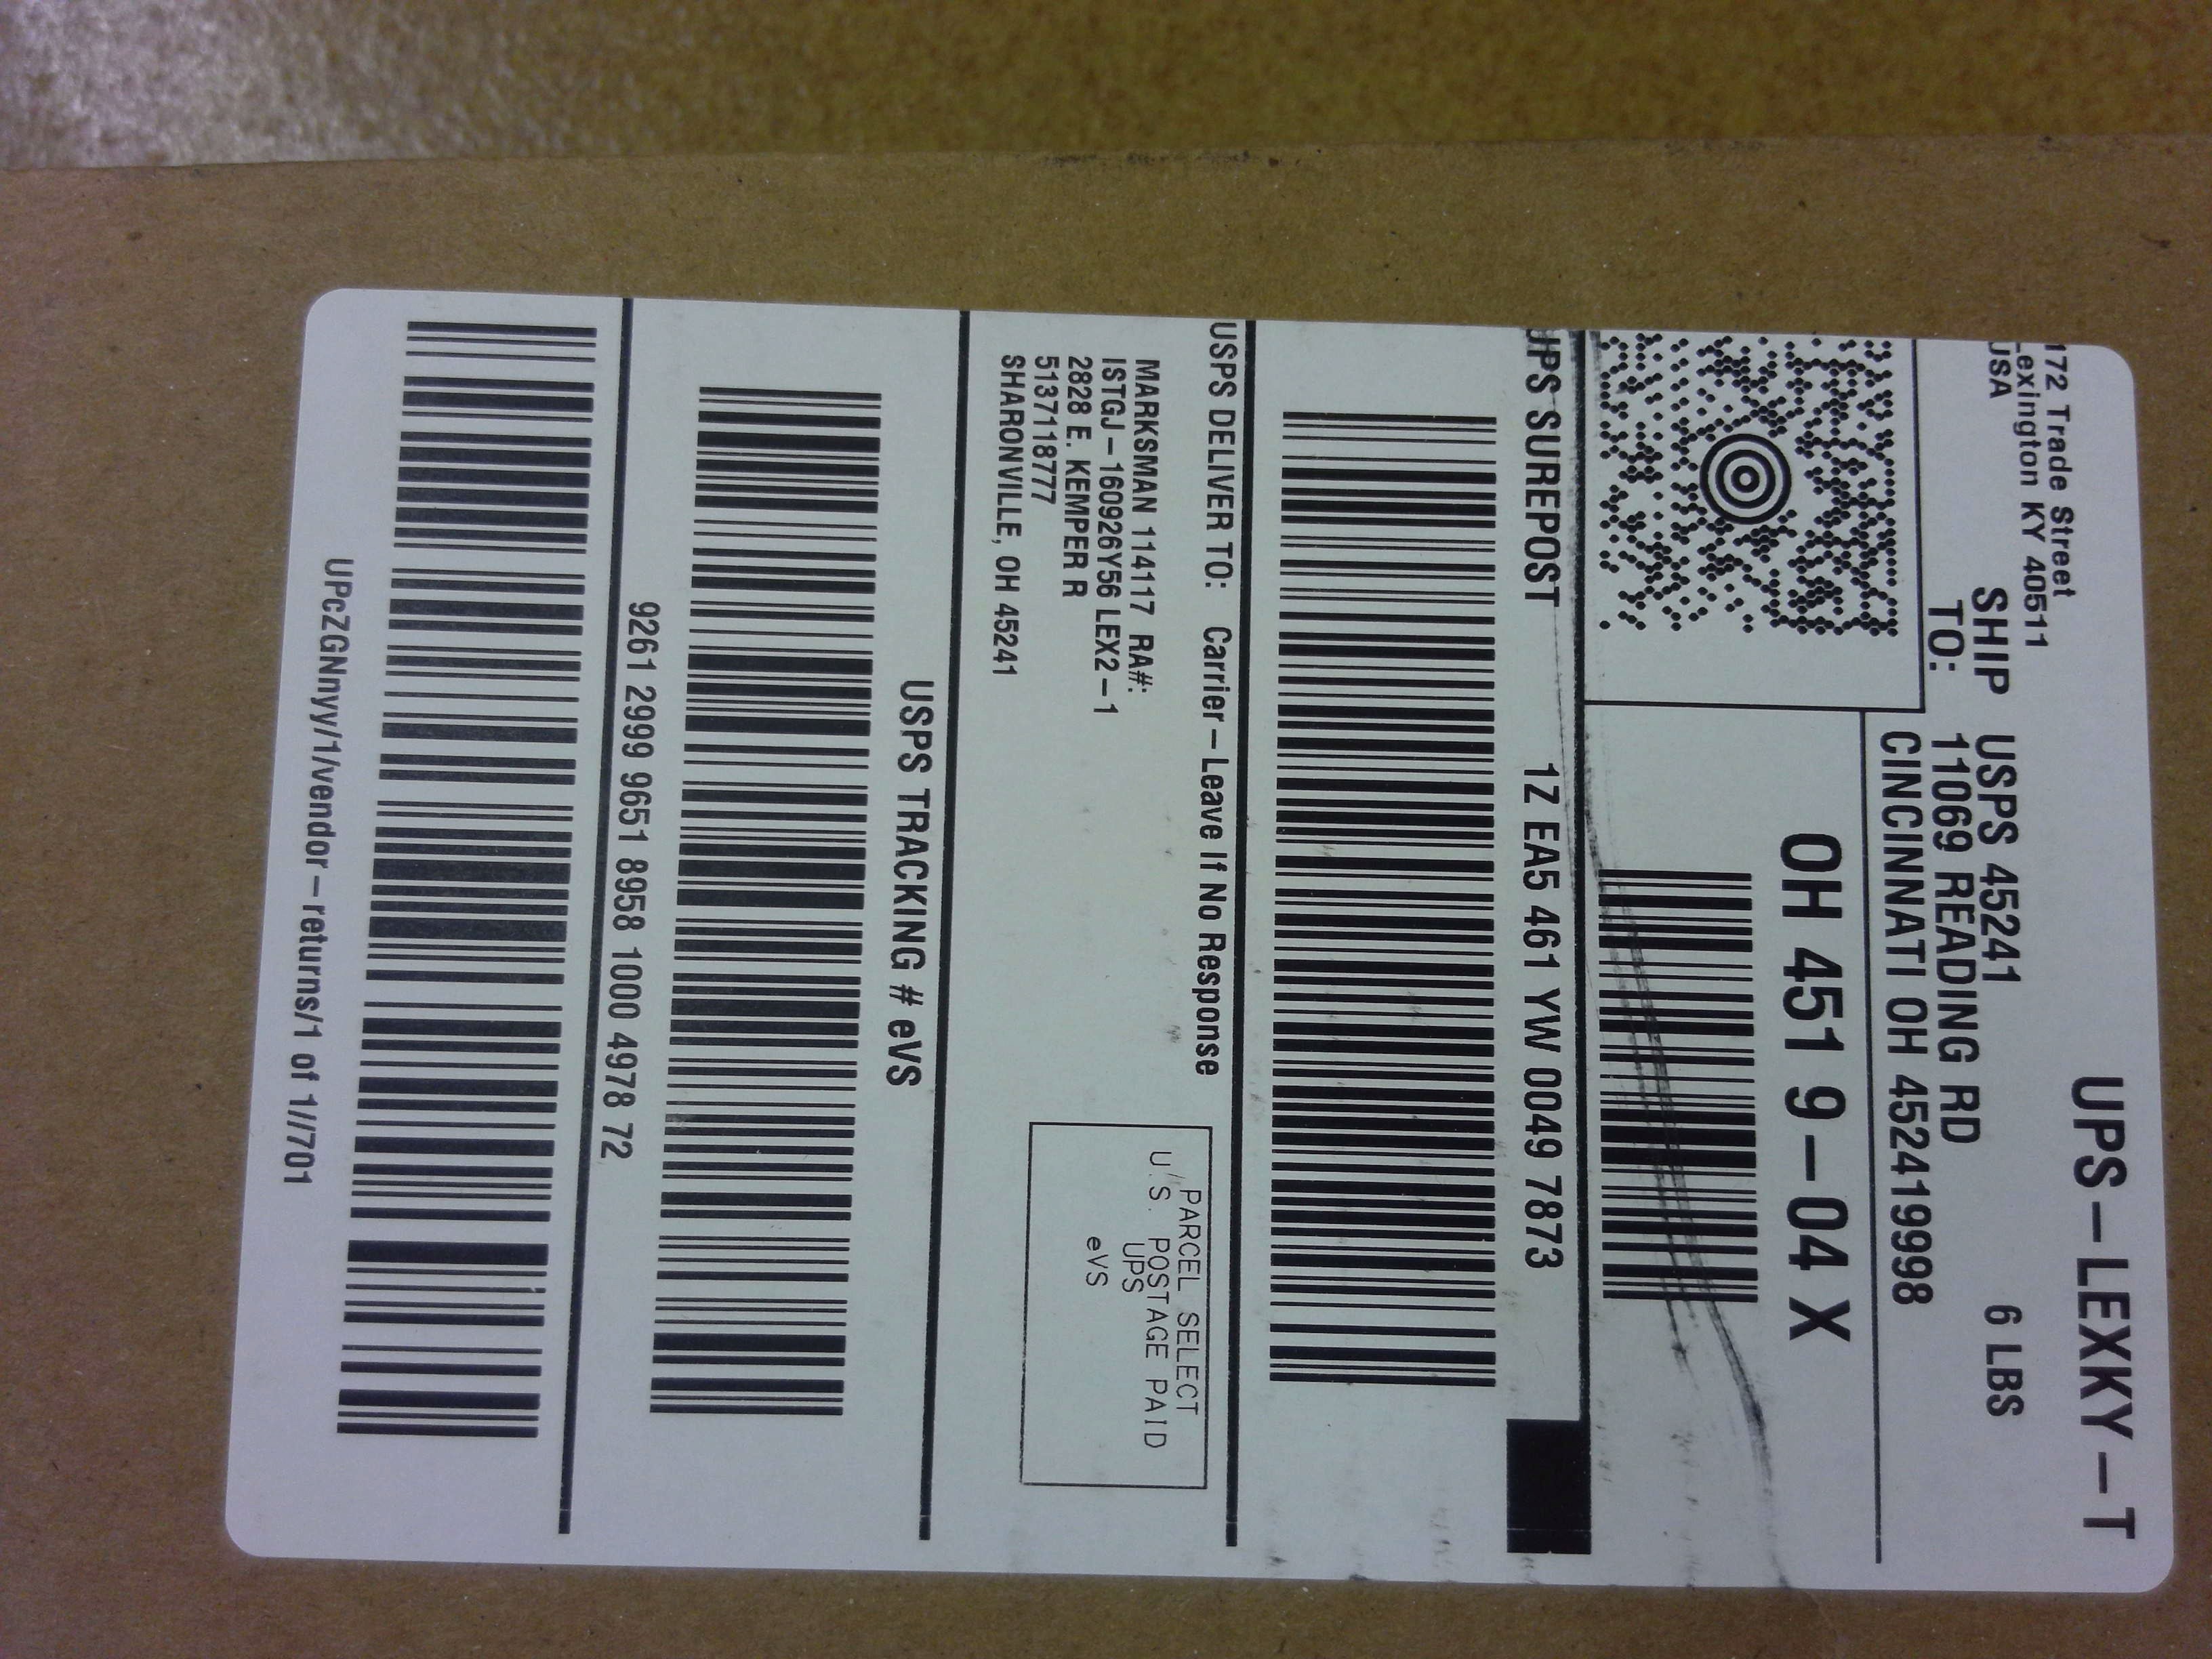 UPS-LEXKY-T
172 Trade Street
Lexington KY 40511
USA
6 LBS
SHIP TO:
USPS 45241
11069 READING RD
CINCINNATI OH 452419998
OH 451 9-04 X
UPS SUREPOST
1Z EA5 461 YW 0049 7873
USPS DELIVER TO: Carrier-Leave If No Response
MARKSMAN 114117 RA#:
ISTGJ-160926Y56 LEX2-1
2828 E. KEMPER R
5137118777
SHARONVILLE, OH 45241
PARCEL SELECT
U.S. POSTAGE PAID
UPS
eVS
USPS TRACKING # eVS
9261 2999 9651 8958 1000 4978 72
UPcZGNnyy/1/vendor-returns/1 of 1//701